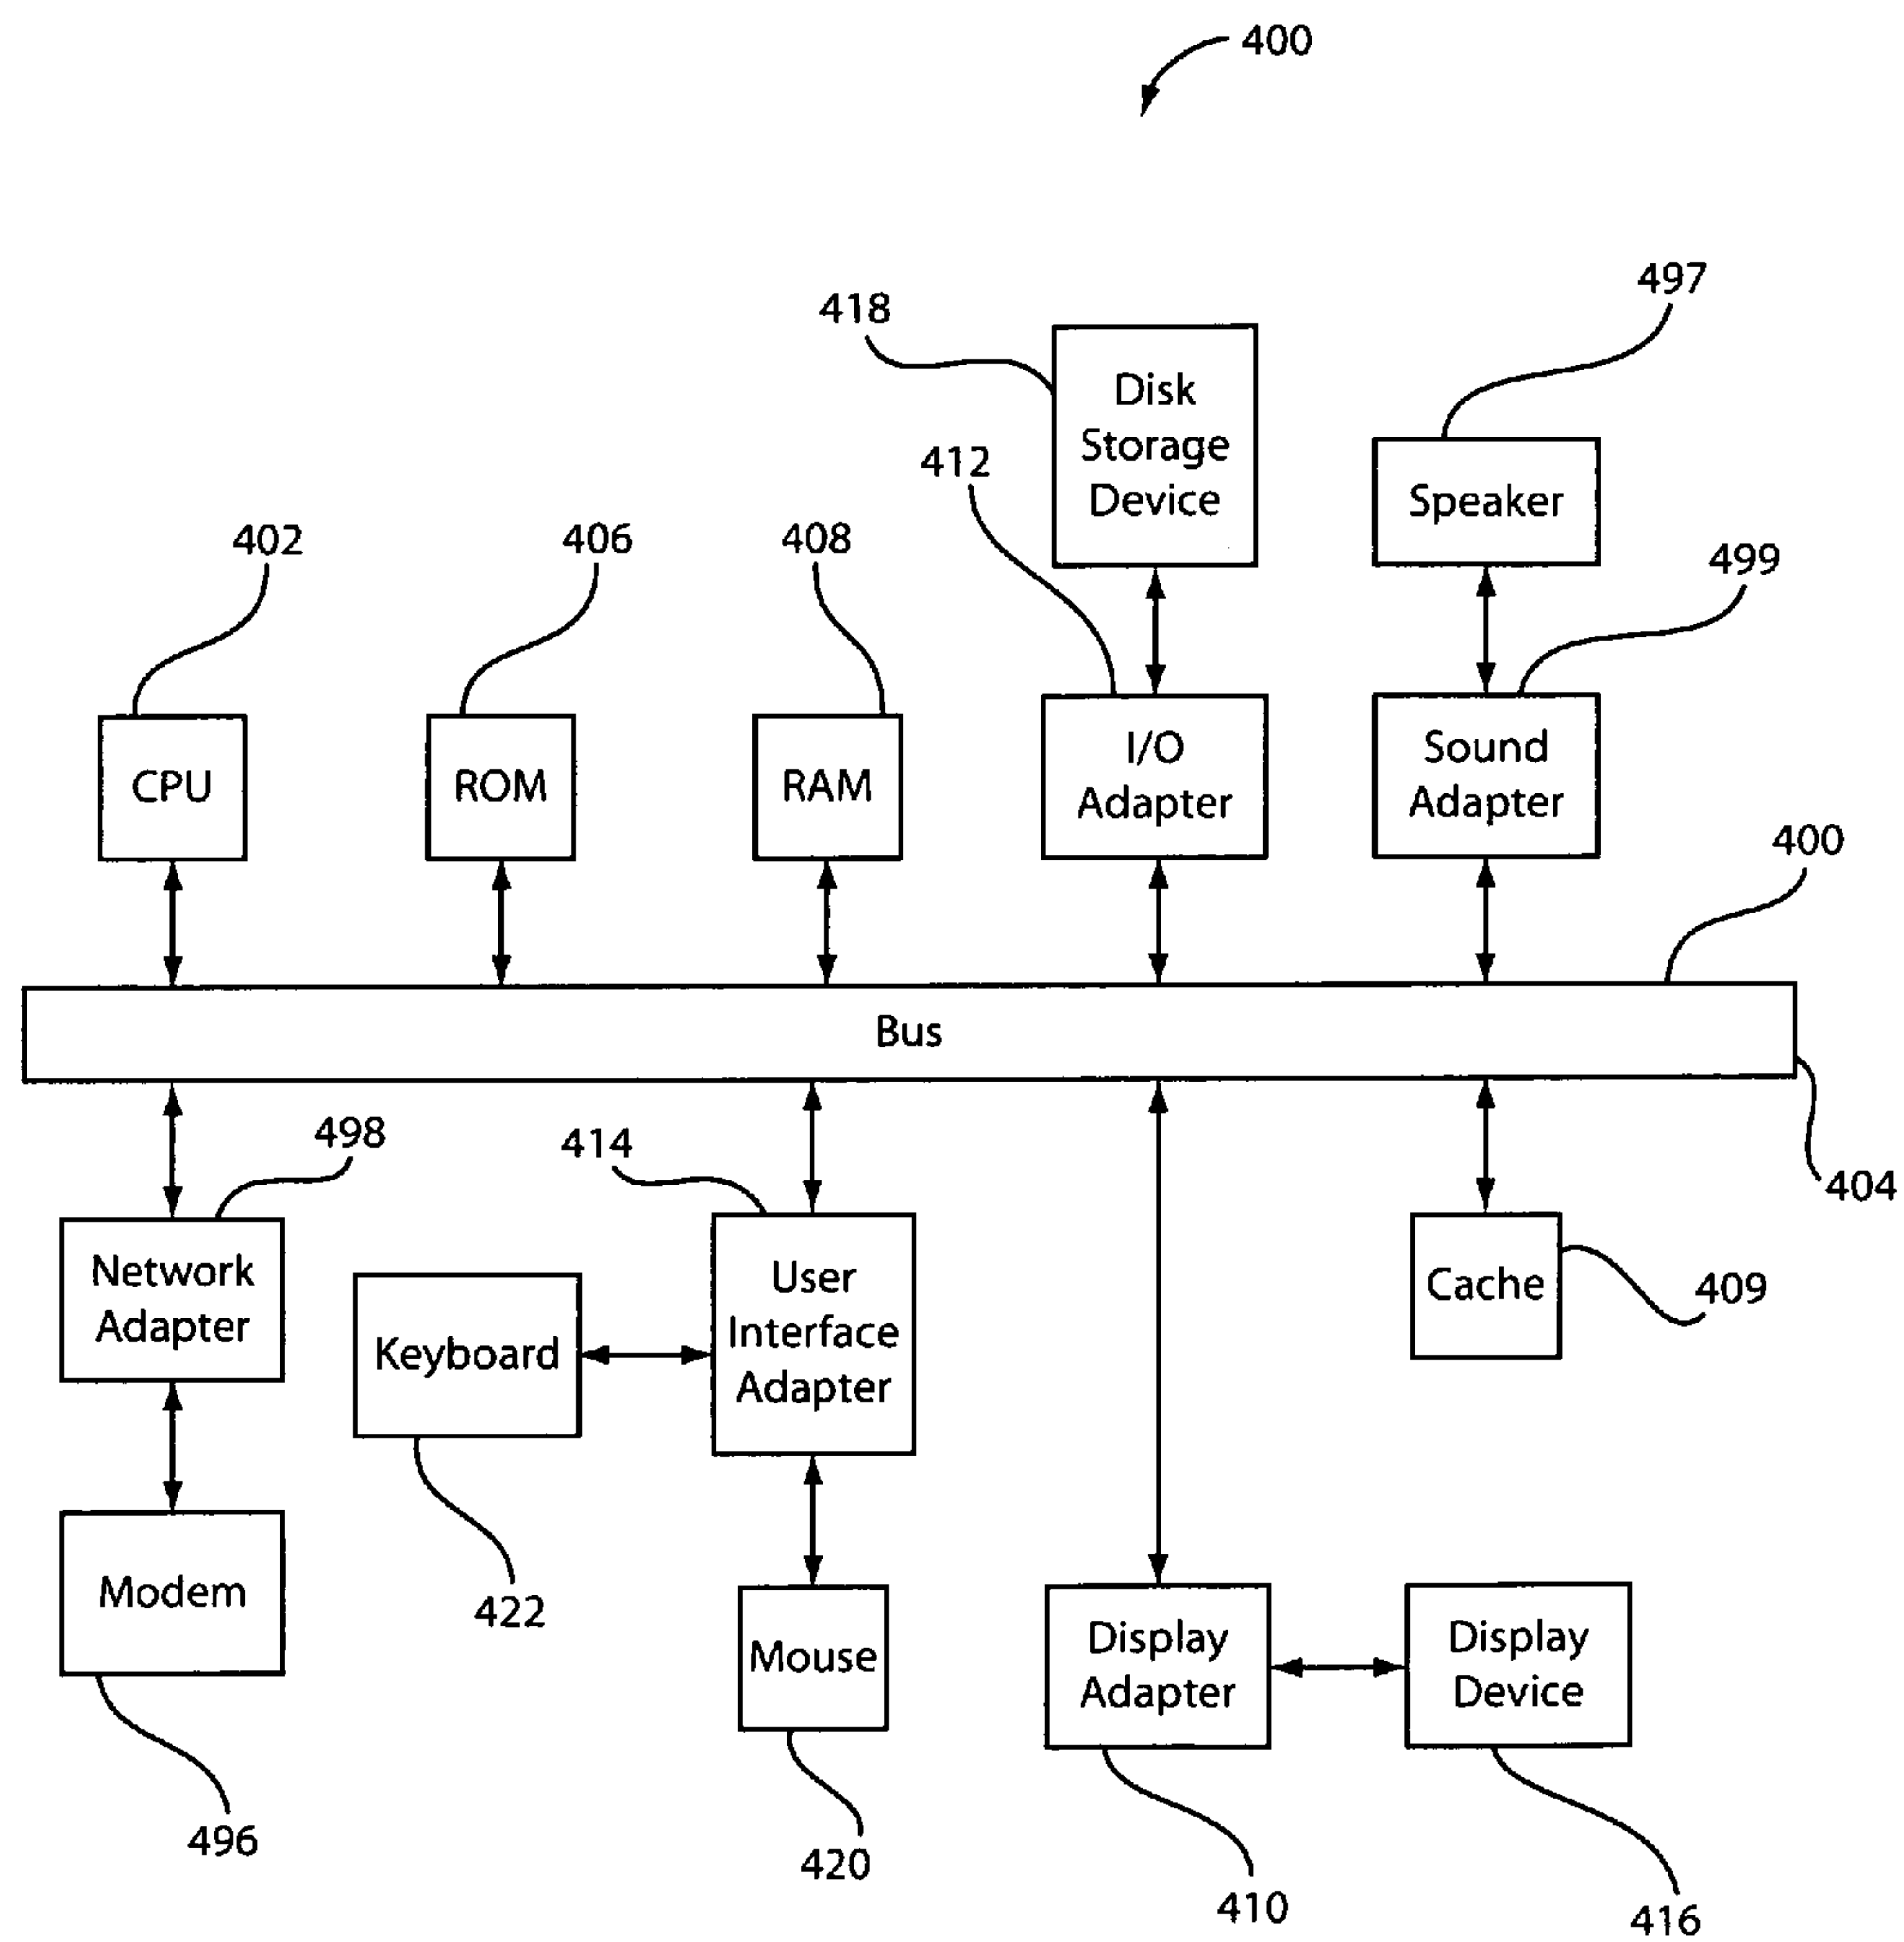 400
497
418
Disk
Storage
Device
412
Speaker
402
406
408
499
CPU
ROM
RAM
I/O
Adapter
Sound
Adapter
400
Bus
498
414
404
Network
Adapter
Keyboard
User
Interface
Adapter
Cache
409
Modem
422
Mouse
Display
Adapter
Display
Device
496
420
410
416